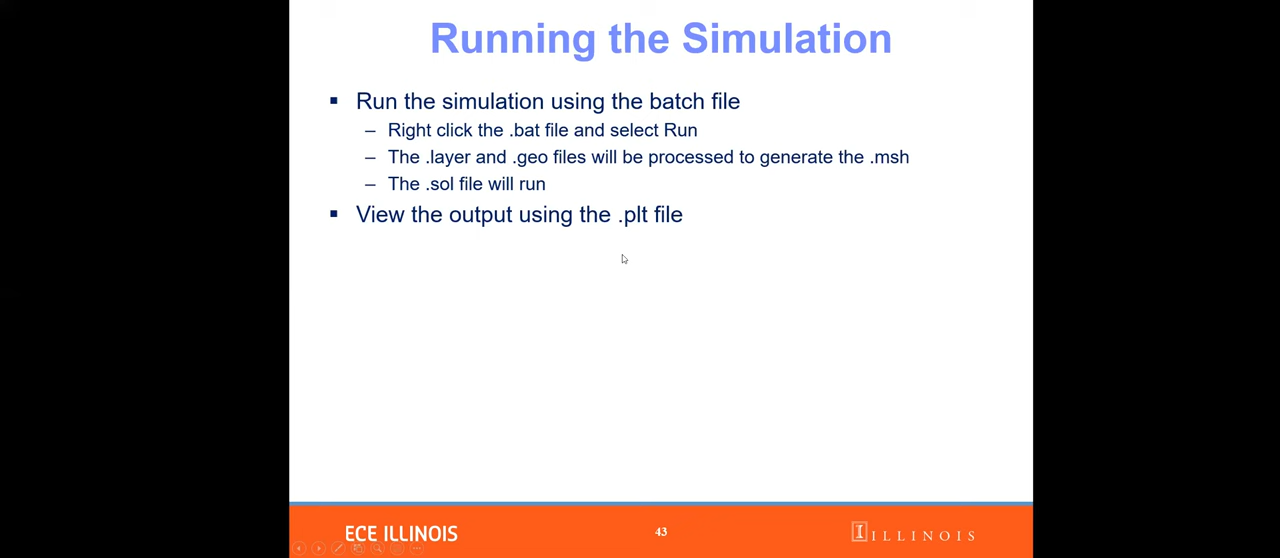 Running the Simulation
▪ Run the simulation using the batch file
– Right click the .bat file and select Run
– The .layer and .geo files will be processed to generate the .msh
– The .sol file will run
▪ View the output using the .plt file
ECE ILLINOIS
43
I ILLINOIS